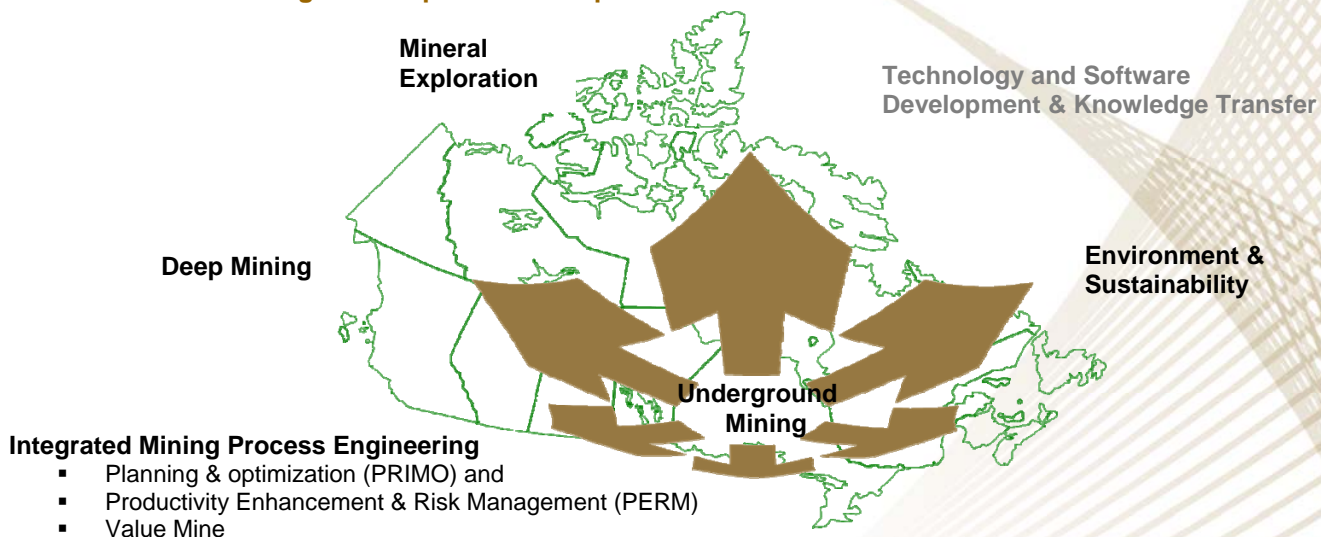 Mineral
Exploration
Technology and Software
Development & Knowledge Transfer
Deep Mining
Environment &
Sustainability
Underground
Mining
Integrated Mining Process Engineering
▪ Planning & optimization (PRIMO) and
▪ Productivity Enhancement & Risk Management (PERM)
▪ Value Mine